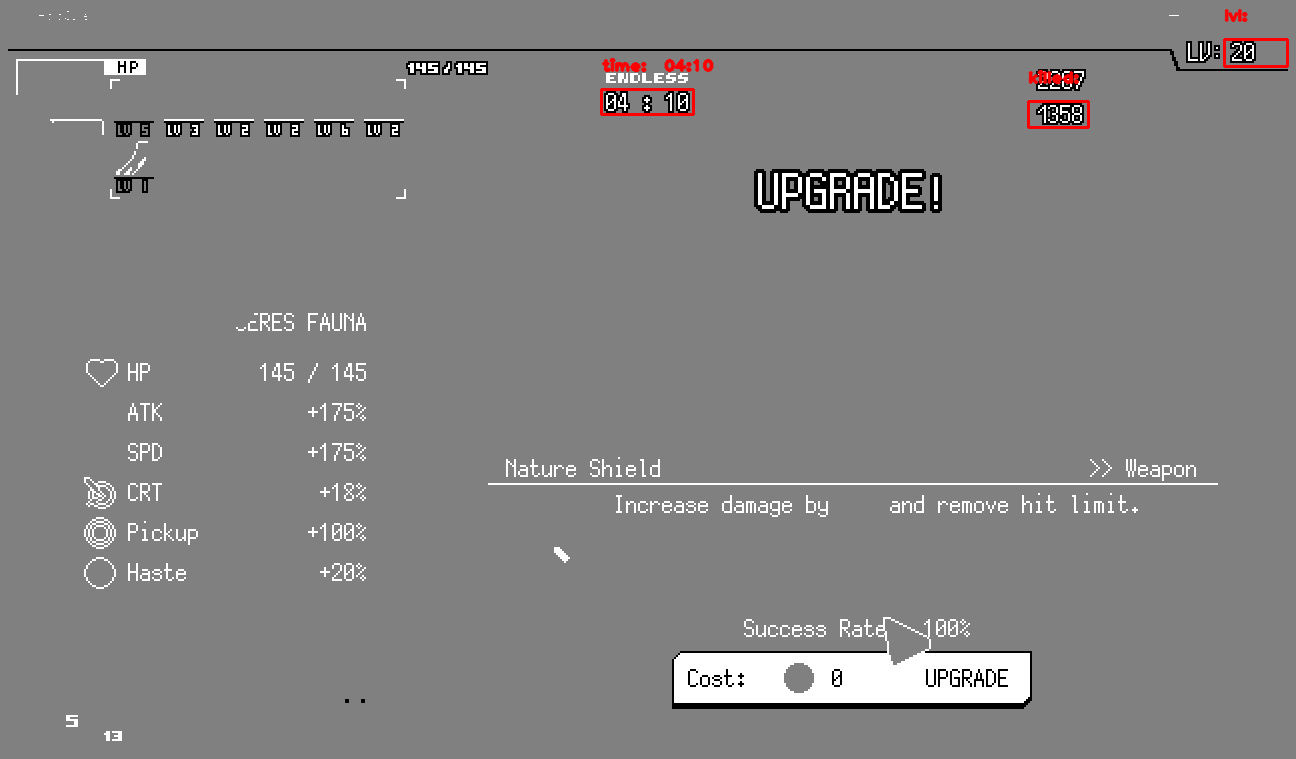 lvl:
LV: 20
HP
145/145
time: 04:10
ENDLESS
04 : 10
killed:
2267
1358
LV 5 LV 3 LV 2 LV 2 LV 6 LV 2
LV 1
UPGRADE!
CERES FAUNA
HP 145 / 145
ATK +175%
SPD +175%
CRT +18%
Pickup +100%
Haste +20%
Nature Shield >> Weapon
Increase damage by and remove hit limit.
Success Rate 100%
Cost: 0 UPGRADE
5
13